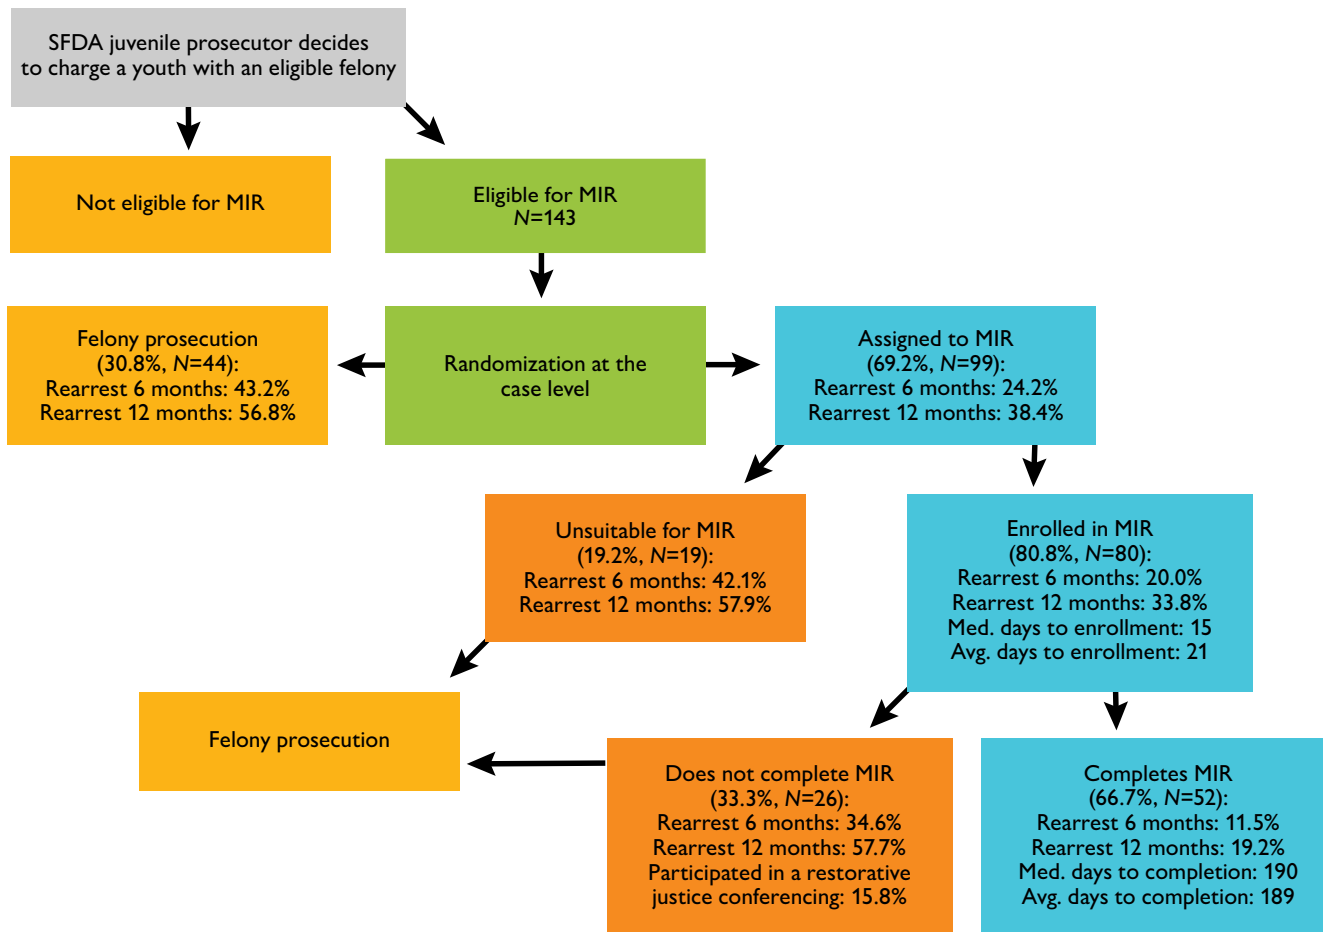 SFDA juvenile prosecutor decides
to charge a youth with an eligible felony
Not eligible for MIR
Eligible for MIR
N=143
Felony prosecution
(30.8%, N=44):
Rearrest 6 months: 43.2%
Rearrest 12 months: 56.8%
Randomization at the
case level
Assigned to MIR
(69.2%, N=99):
Rearrest 6 months: 24.2%
Rearrest 12 months: 38.4%
Unsuitable for MIR
(19.2%, N=19):
Rearrest 6 months: 42.1%
Rearrest 12 months: 57.9%
Enrolled in MIR
(80.8%, N=80):
Rearrest 6 months: 20.0%
Rearrest 12 months: 33.8%
Med. days to enrollment: 15
Avg. days to enrollment: 21
Felony prosecution
Does not complete MIR
(33.3%, N=26):
Rearrest 6 months: 34.6%
Rearrest 12 months: 57.7%
Participated in a restorative
justice conferencing: 15.8%
Completes MIR
(66.7%, N=52):
Rearrest 6 months: 11.5%
Rearrest 12 months: 19.2%
Med. days to completion: 190
Avg. days to completion: 189